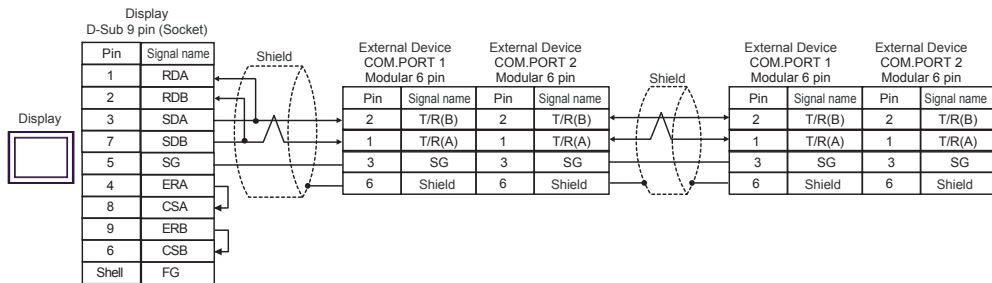 Display
D-Sub 9 pin (Socket)
Pin Signal name
1 RDA
2 RDB
3 SDA
7 SDB
5 SG
4 ERA
8 CSA
9 ERB
6 CSB
Shell FG
Display
Shield
External Device COM.PORT 1 Modular 6 pin
External Device COM.PORT 2 Modular 6 pin
Pin Signal name Pin Signal name
2 T/R(B) 2 T/R(B)
1 T/R(A) 1 T/R(A)
3 SG 3 SG
6 Shield 6 Shield
Shield
External Device COM.PORT 1 Modular 6 pin
External Device COM.PORT 2 Modular 6 pin
Pin Signal name Pin Signal name
2 T/R(B) 2 T/R(B)
1 T/R(A) 1 T/R(A)
3 SG 3 SG
6 Shield 6 Shield